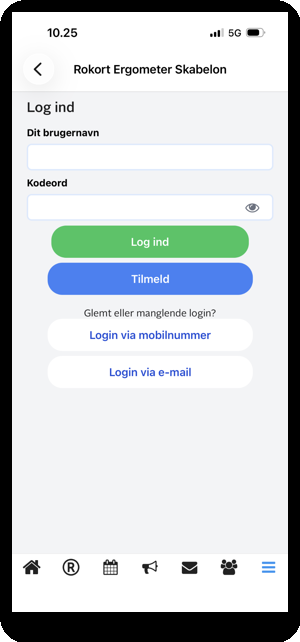 10.25
5G
Rokort Ergometer Skabelon
Log ind
Dit brugernavn
Kodeord
Log ind
Tilmeld
Glemt eller manglende login?
Login via mobilnummer
Login via e-mail
®